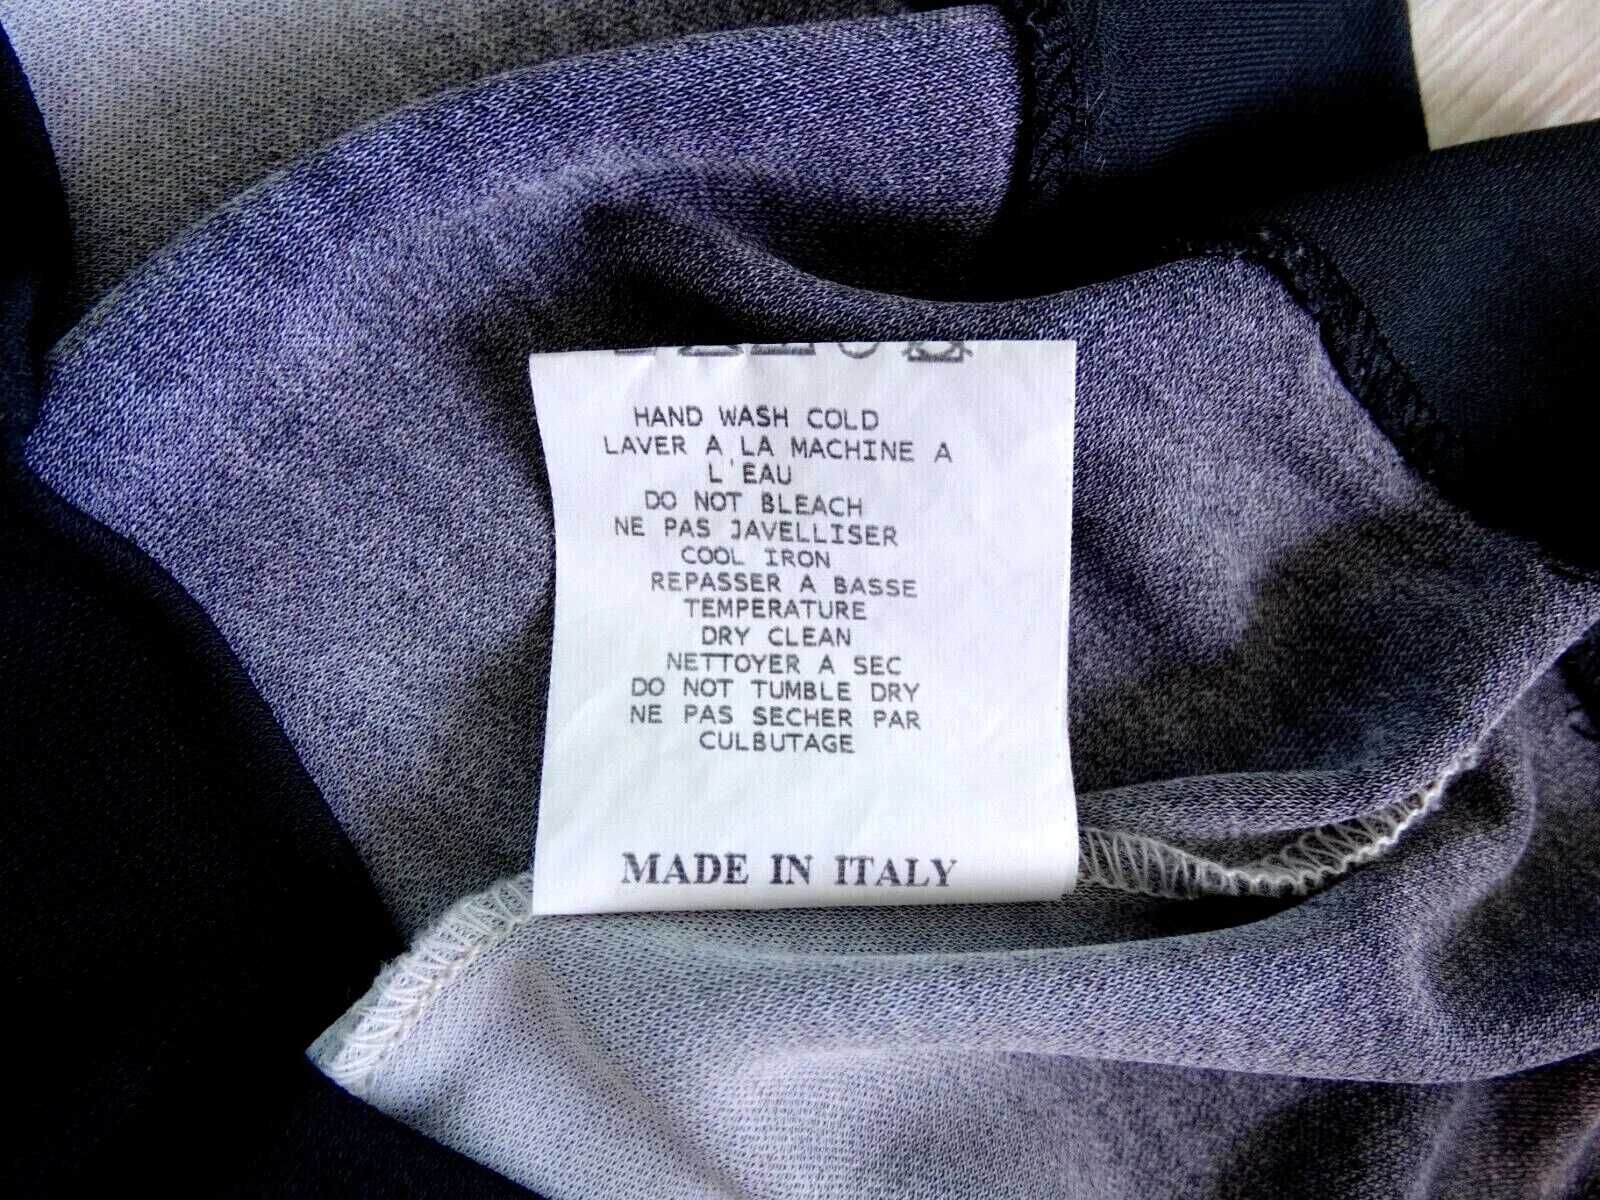 HAND WASH COLD
LAVER A LA MACHINE A
L'EAU
DO NOT BLEACH
NE PAS JAVELLISER
COOL IRON
REPASSER A BASSE
TEMPERATURE
DRY CLEAN
NETTOYER A SEC
DO NOT TUMBLE DRY
NE PAS SECHER PAR
CULBUTAGE
MADE IN ITALY